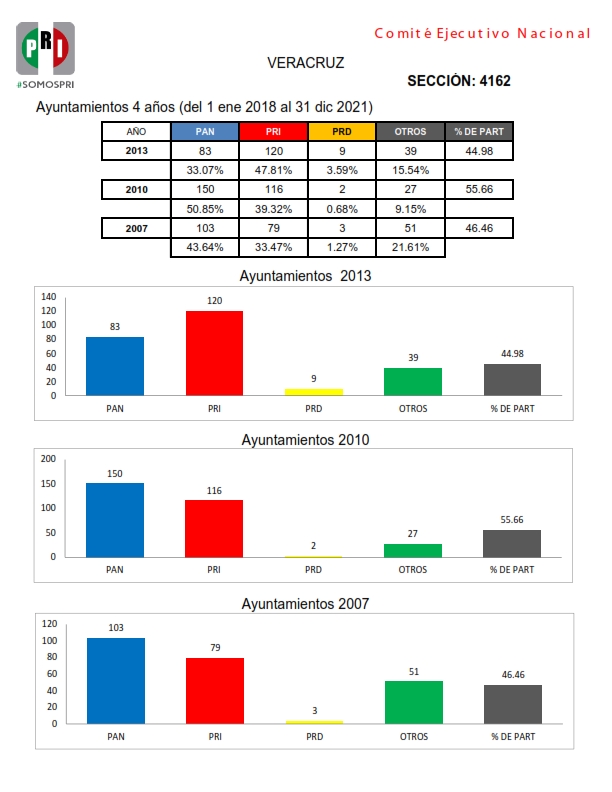 Comité Ejecutivo Nacional
PRI
#SOMOSPRI
VERACRUZ
SECCIÓN: 4162
Ayuntamientos 4 años (del 1 ene 2018 al 31 dic 2021)
AÑO PAN PRI PRD OTROS % DE PART
2013 83 120 9 39 44.98
33.07% 47.81% 3.59% 15.54%
2010 150 116 2 27 55.66
50.85% 39.32% 0.68% 9.15%
2007 103 79 3 51 46.46
43.64% 33.47% 1.27% 21.61%
Ayuntamientos 2013
140
120
100
80
60
40
20
0
83 120 9 39 44.98
PAN PRI PRD OTROS % DE PART
Ayuntamientos 2010
200
150
100
50
0
150 116 2 27 55.66
PAN PRI PRD OTROS % DE PART
Ayuntamientos 2007
120
100
80
60
40
20
0
103 79 3 51 46.46
PAN PRI PRD OTROS % DE PART